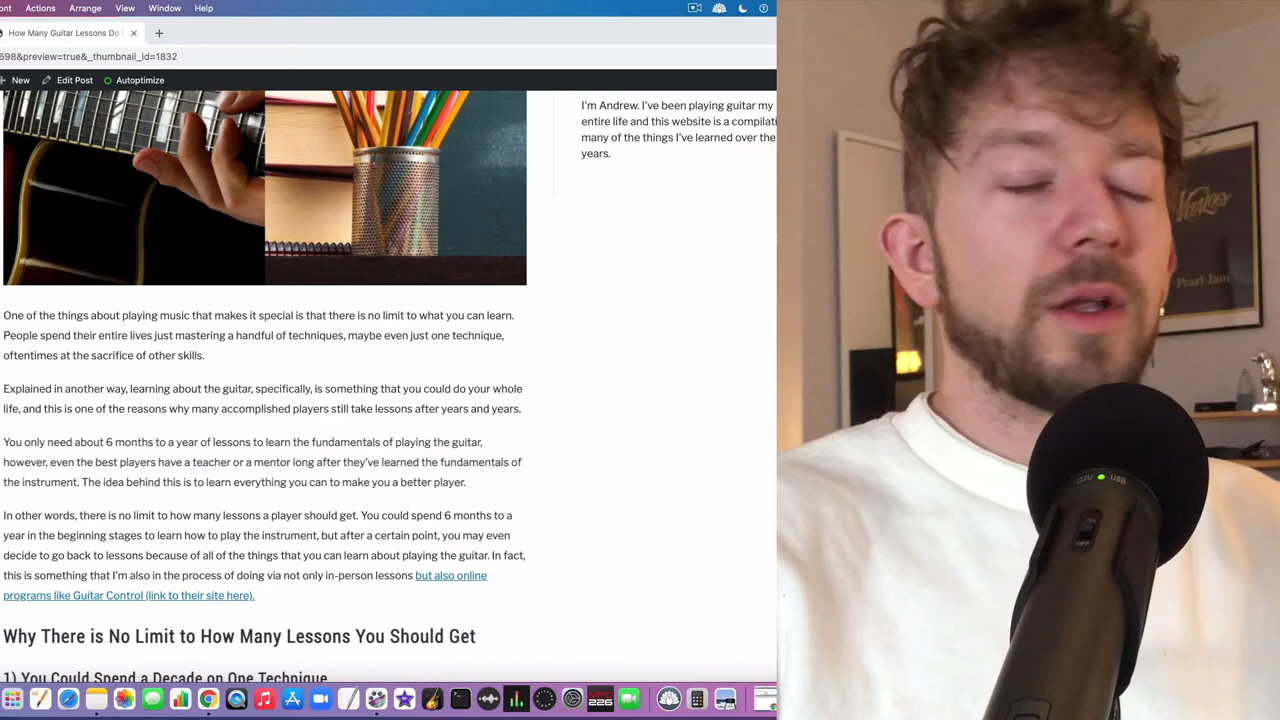 ont Actions Arrange View Window Help
How Many Guitar Lessons Do
698&preview=true&_thumbnail_id=1832
New Edit Post Autoptimize
I'm Andrew. I've been playing guitar my
entire life and this website is a compilati
many of the things I've learned over the
years.
One of the things about playing music that makes it special is that there is no limit to what you can learn.
People spend their entire lives just mastering a handful of techniques, maybe even just one technique,
oftentimes at the sacrifice of other skills.
Explained in another way, learning about the guitar, specifically, is something that you could do your whole
life, and this is one of the reasons why many accomplished players still take lessons after years and years.
You only need about 6 months to a year of lessons to learn the fundamentals of playing the guitar,
however, even the best players have a teacher or a mentor long after they've learned the fundamentals of
the instrument. The idea behind this is to learn everything you can to make you a better player.
In other words, there is no limit to how many lessons a player should get. You could spend 6 months to a
year in the beginning stages to learn how to play the instrument, but after a certain point, you may even
decide to go back to lessons because of all of the things that you can learn about playing the guitar. In fact,
this is something that I'm also in the process of doing via not only in-person lessons but also online
programs like Guitar Control (link to their site here).
Why There is No Limit to How Many Lessons You Should Get
1) You Could Spend a Decade on One Technique
VITALOGY
Pearl Jam
OFF